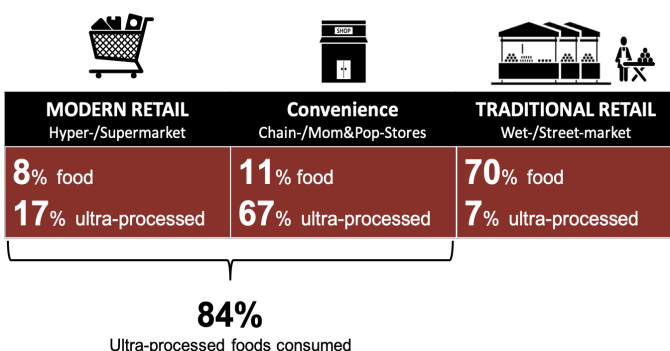 SHOP
MODERN RETAIL
Hyper-/Supermarket
Convenience
Chain-/Mom&Pop-Stores
TRADITIONAL RETAIL
Wet-/Street-market
8% food
17% ultra-processed
11% food
67% ultra-processed
70% food
7% ultra-processed
84%
Ultra-processed foods consumed